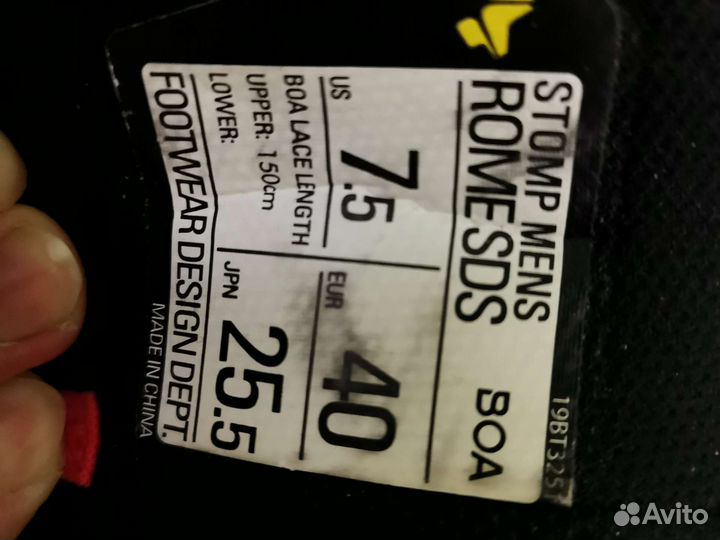 STOMP MENS
ROME SDS BOA
US 7.5 EUR 40
BOA LACE LENGTH
UPPER: 150cm
LOWER:
JPN 25.5
FOOTWEAR DESIGN DEPT.
MADE IN CHINA
Avito